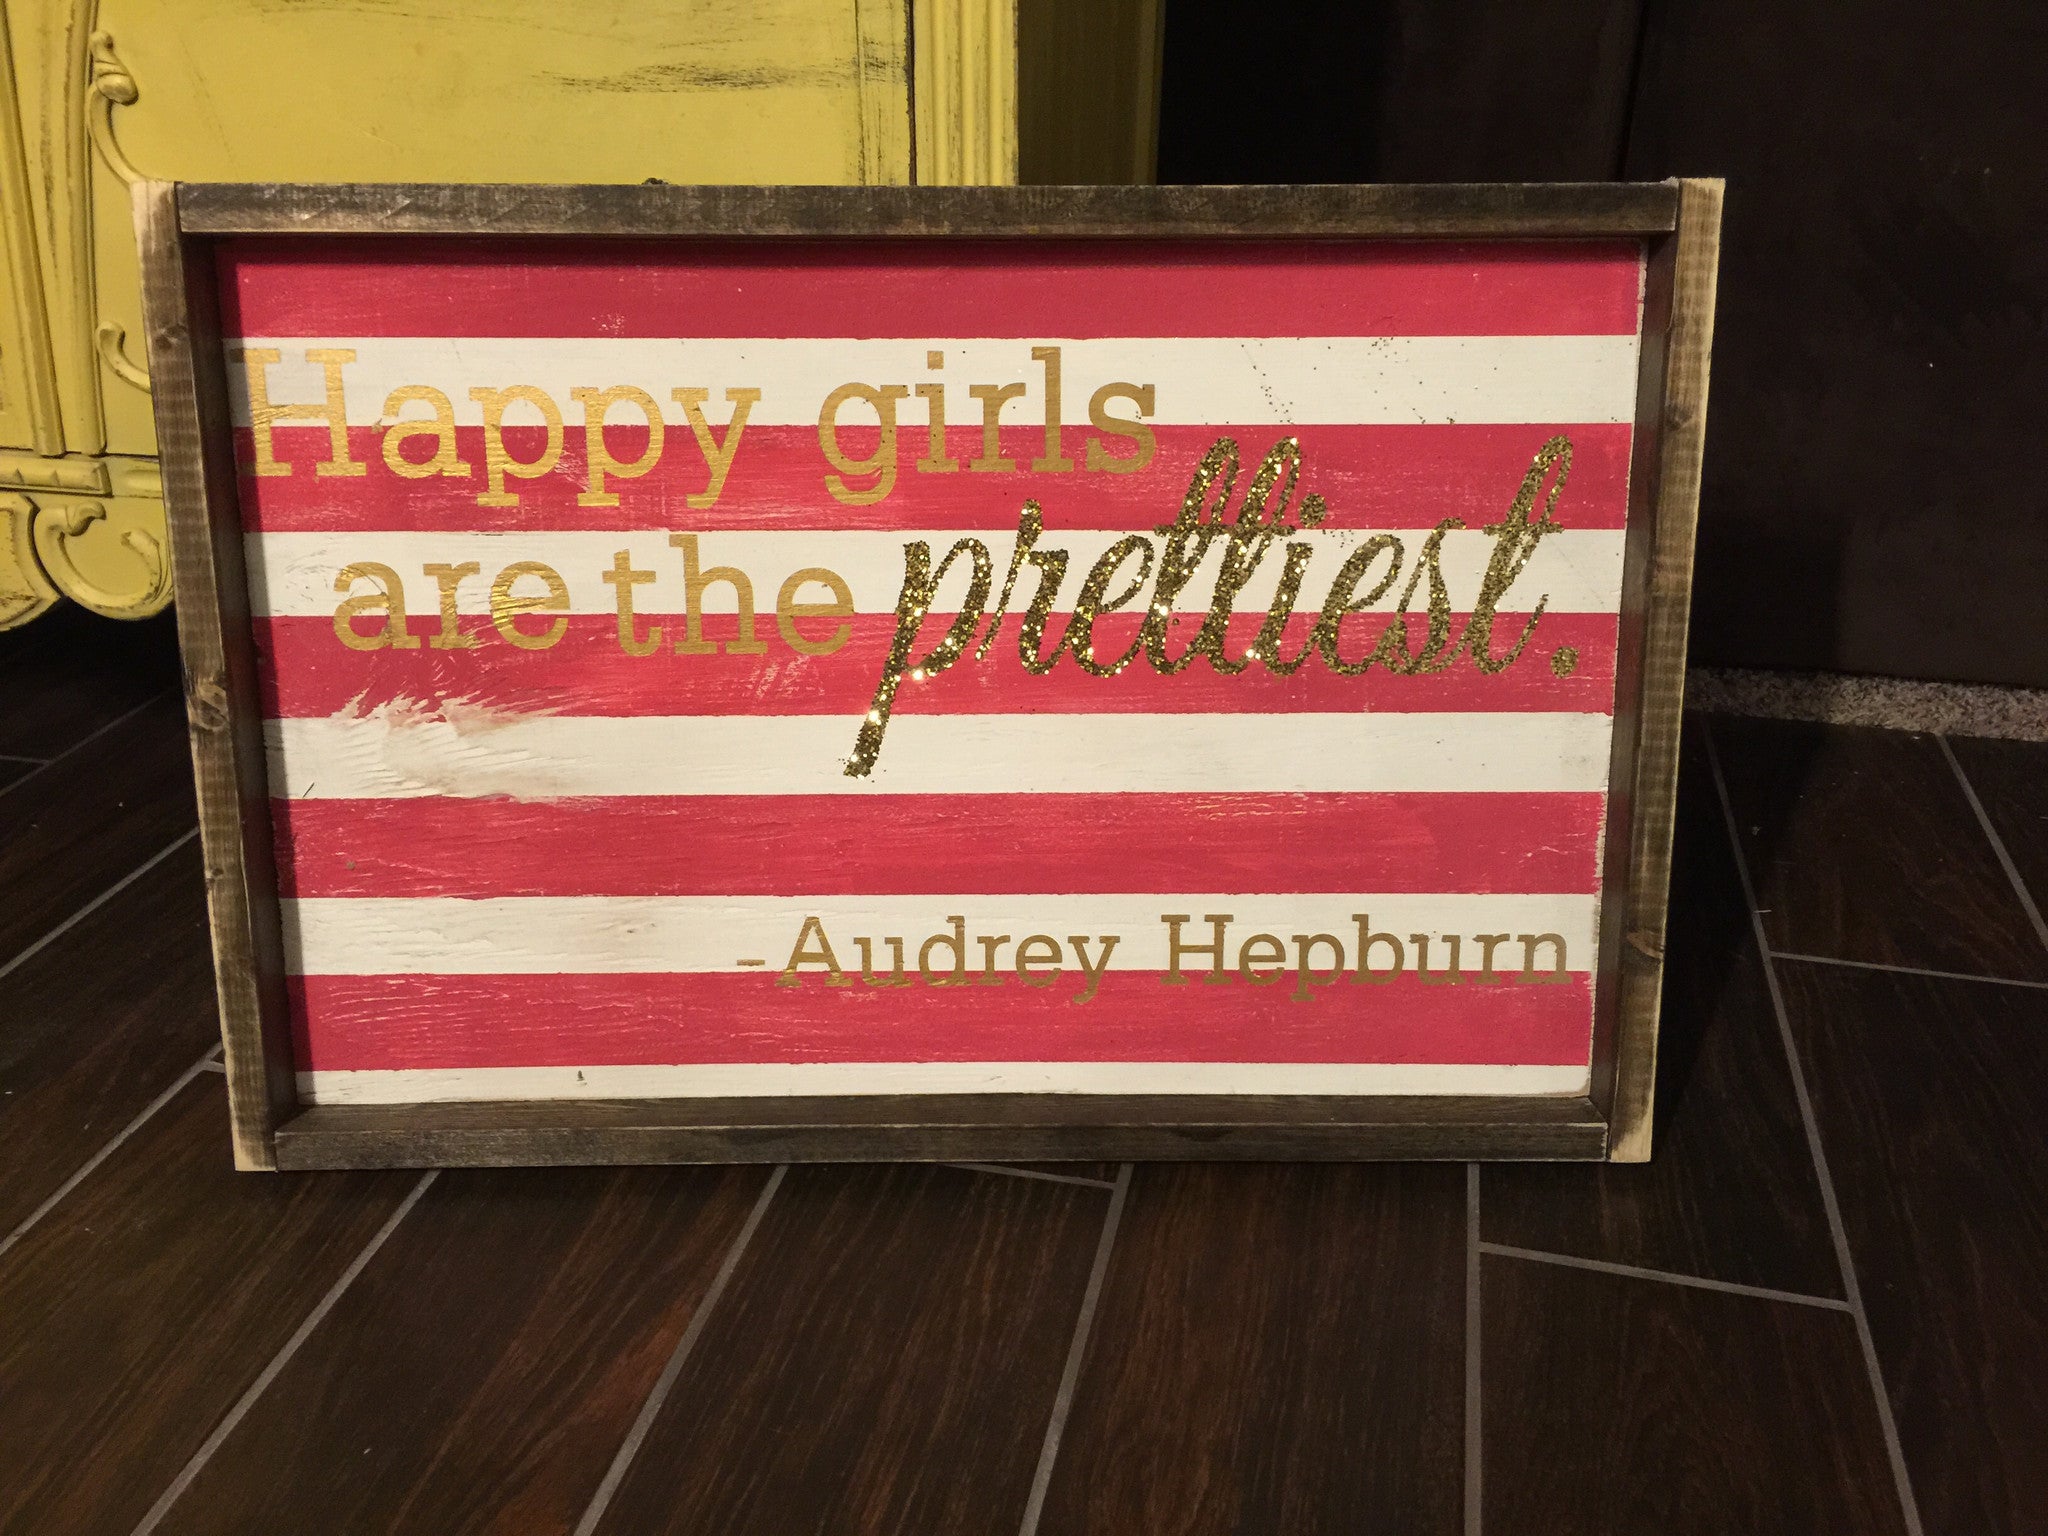 Happy girls
are the prettiest.
-Audrey Hepburn